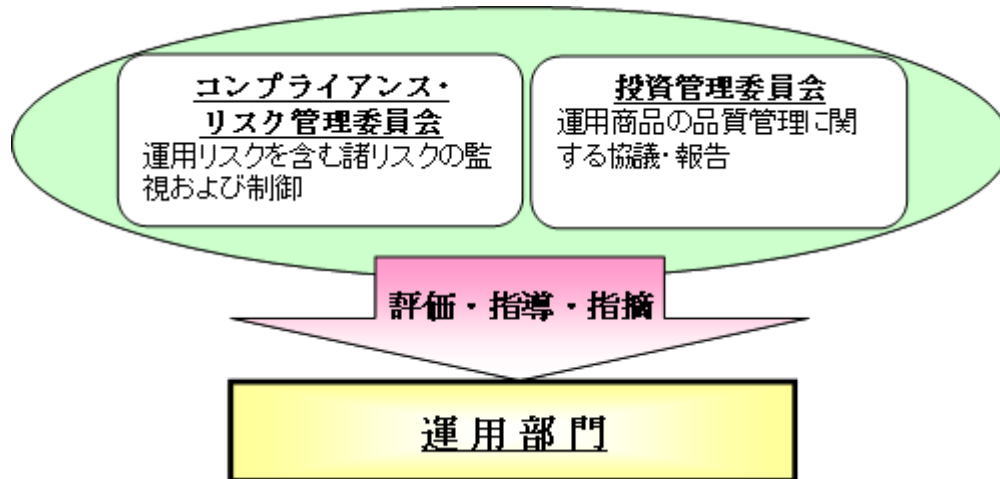 コンプライアンス・
リスク管理委員会
運用リスクを含む諸リスクの監
視および制御
投資管理委員会
運用商品の品質管理に関
する協議・報告
評価・指導・指摘
運用部門